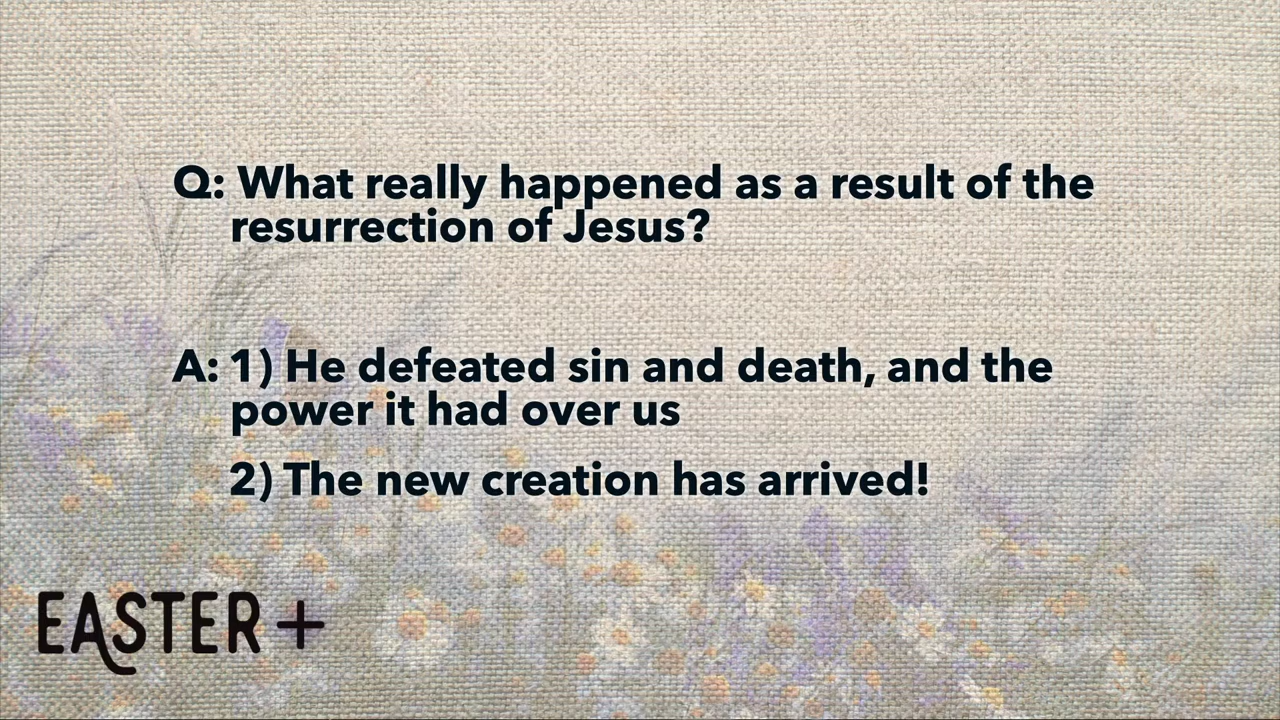 Q: What really happened as a result of the
resurrection of Jesus?
A: 1) He defeated sin and death, and the
power it had over us
2) The new creation has arrived!
EASTER +